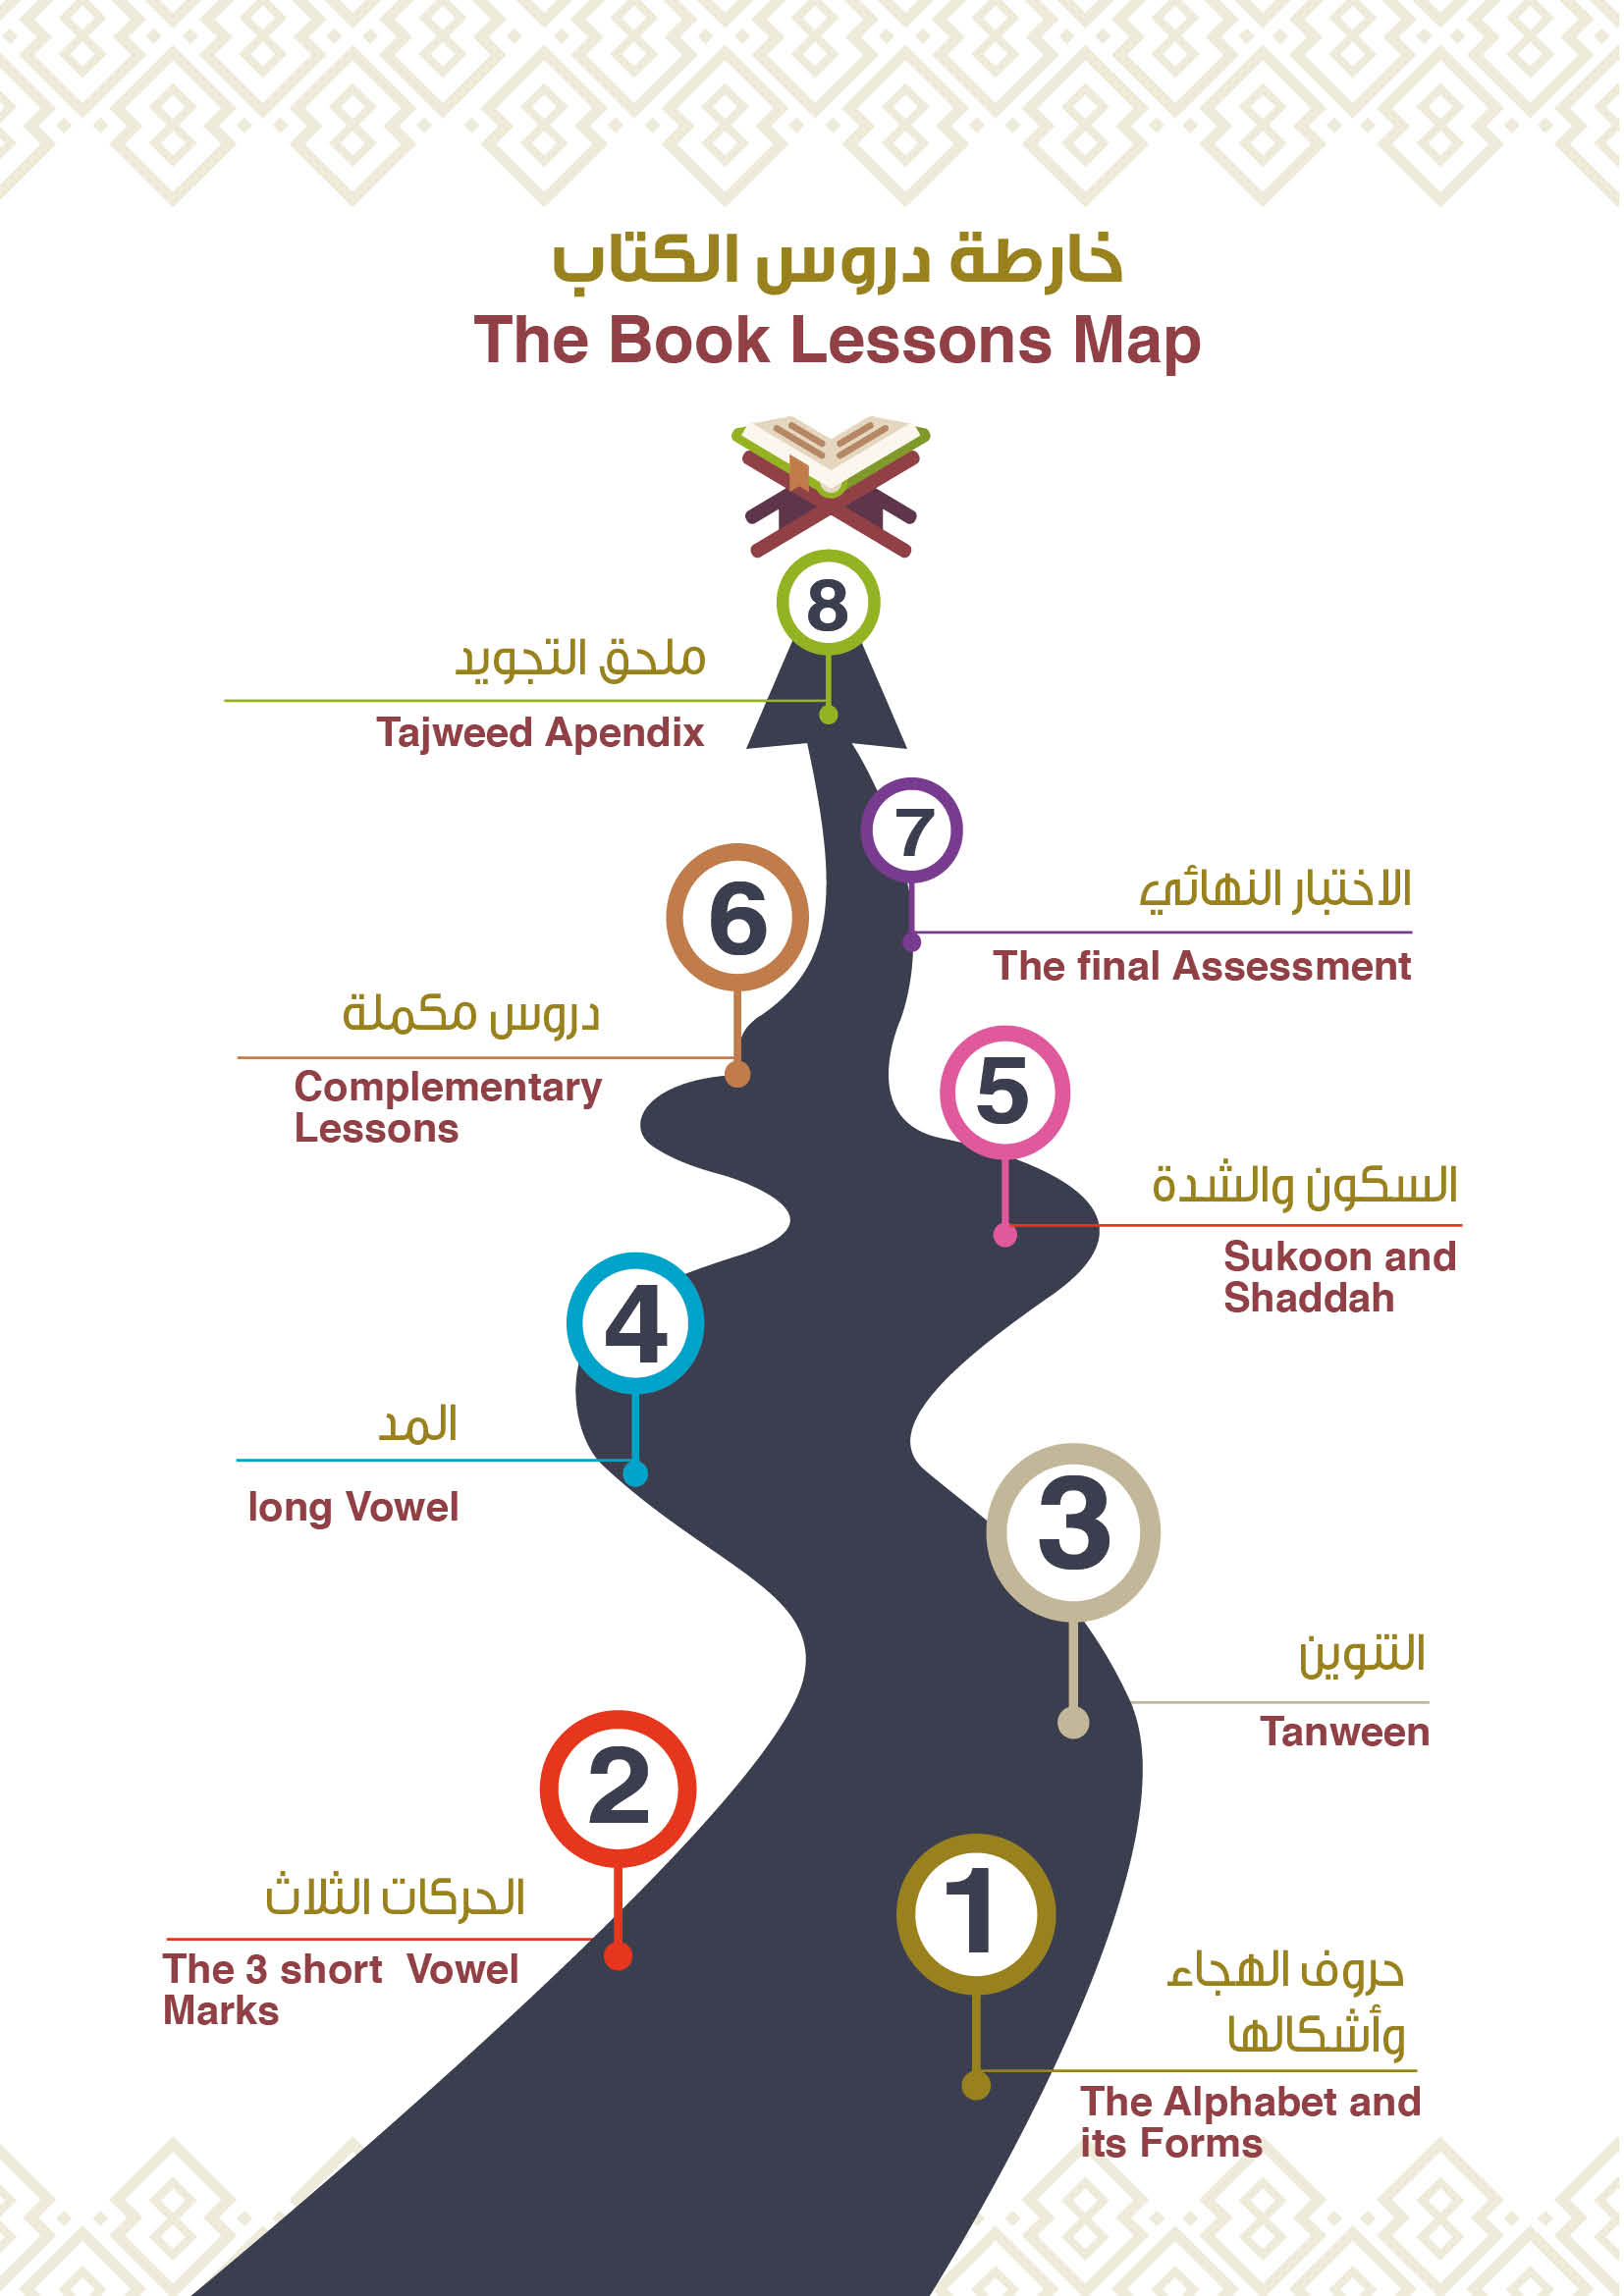 خارطة دروس الكتاب
The Book Lessons Map
8
ملحق التجويد
Tajweed Apendix
7
الاختبار النهائي
The final Assessment
6
دروس مكملة
Complementary
Lessons
5
السكون والشدة
Sukoon and
Shaddah
4
المد
long Vowel
3
التنوين
Tanween
2
الحركات الثلاث
The 3 short Vowel
Marks
1
حروف الهجاء
وأشكالها
The Alphabet and
its Forms